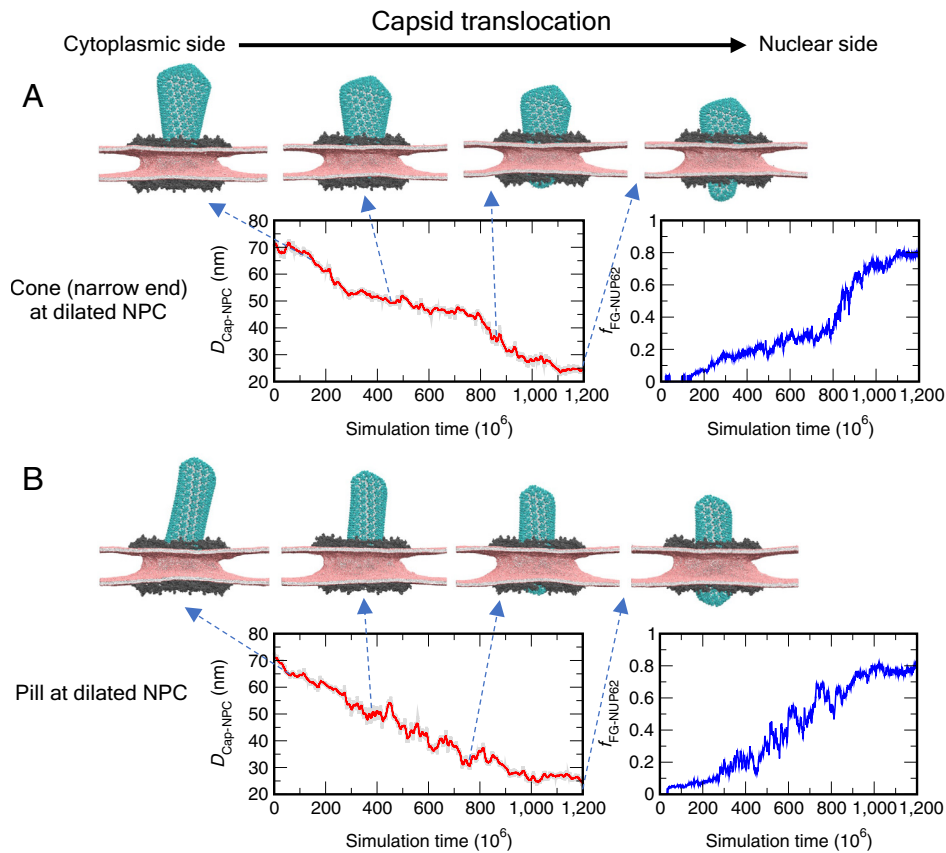 Capsid translocation
Cytoplasmic side
Nuclear side
A
Cone (narrow end)
at dilated NPC
D_Cap-NPC (nm)
80
70
60
50
40
30
20
0 200 400 600 800 1,000 1,200
Simulation time (10^6)
f_FG-NUP62
1
0.8
0.6
0.4
0.2
0
0 200 400 600 800 1,000 1,200
Simulation time (10^6)
B
Pill at dilated NPC
D_Cap-NPC (nm)
80
70
60
50
40
30
20
0 200 400 600 800 1,000 1,200
Simulation time (10^6)
f_FG-NUP62
1
0.8
0.6
0.4
0.2
0
0 200 400 600 800 1,000 1,200
Simulation time (10^6)